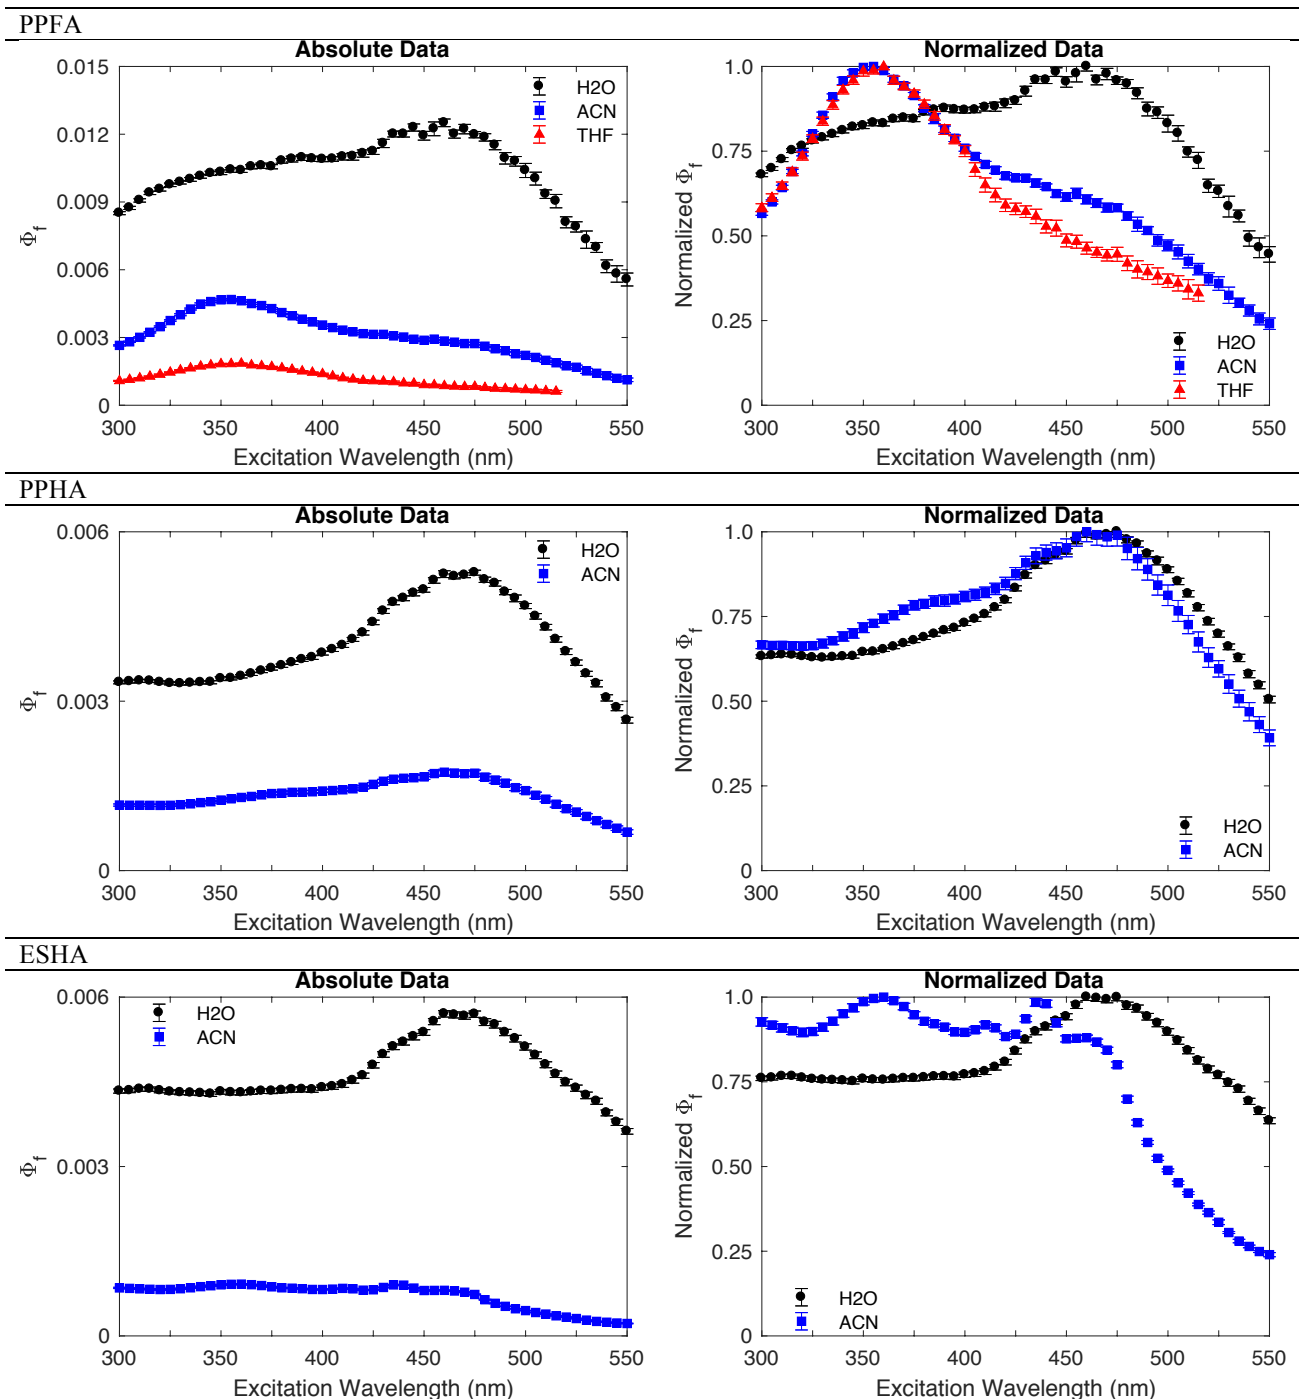 PPFA
Absolute Data
0.015
0.012
0.009
0.006
0.003
0
Φf
H2O
ACN
THF
300 350 400 450 500 550
Excitation Wavelength (nm)
Normalized Data
1.0
0.75
0.50
0.25
0
Normalized Φf
H2O
ACN
THF
300 350 400 450 500 550
Excitation Wavelength (nm)
PPHA
Absolute Data
0.006
0.003
0
Φf
H2O
ACN
300 350 400 450 500 550
Excitation Wavelength (nm)
Normalized Data
1.0
0.75
0.50
0.25
0
Normalized Φf
H2O
ACN
300 350 400 450 500 550
Excitation Wavelength (nm)
ESHA
Absolute Data
0.006
0.003
0
Φf
H2O
ACN
300 350 400 450 500 550
Excitation Wavelength (nm)
Normalized Data
1.0
0.75
0.50
0.25
0
Normalized Φf
H2O
ACN
300 350 400 450 500 550
Excitation Wavelength (nm)